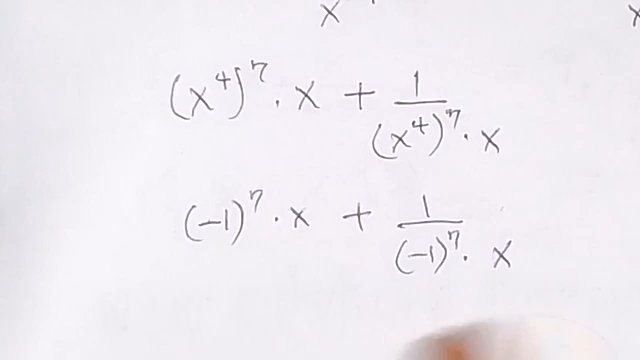 x x
(x⁴)⁷ · x + 1/((x⁴)⁷ · x)
(-1)⁷ · x + 1/((-1)⁷ · x)